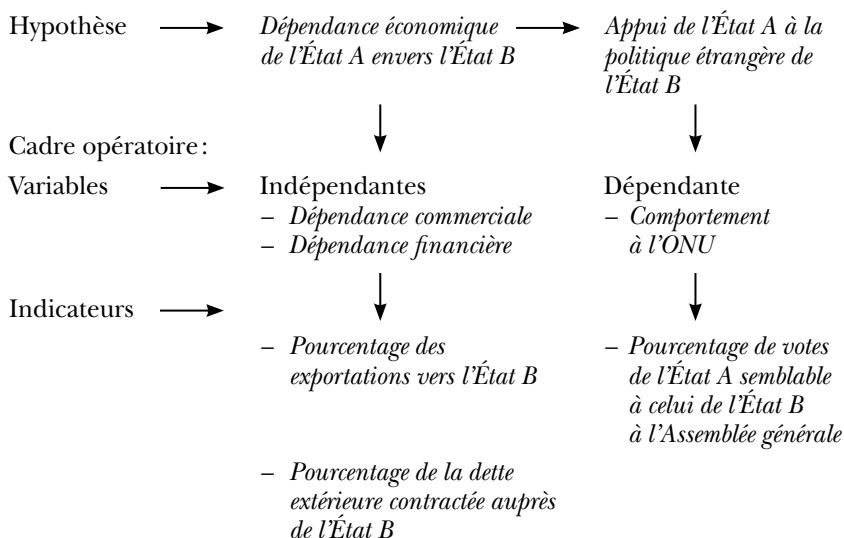 Hypothèse Dépendance économique Appui de l’État A à la
de l’État A envers l’État B politique étrangère de
l’État B
Cadre opératoire :
Variables Indépendantes Dépendante
– Dépendance commerciale – Comportement
– Dépendance financière à l’ONU
Indicateurs
– Pourcentage des – Pourcentage de votes
exportations vers l’État B de l’État A semblable
à celui de l’État B
à l’Assemblée générale
– Pourcentage de la dette
extérieure contractée auprès
de l’État B